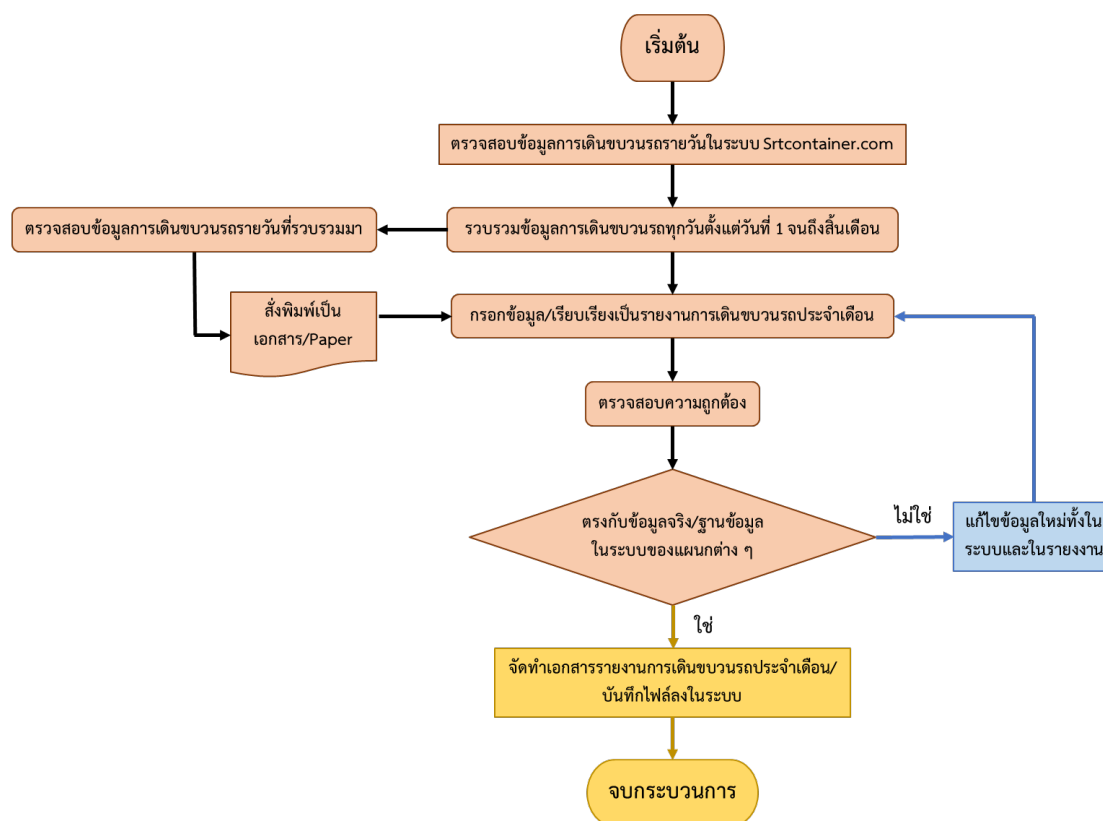 เริ่มต้น
ตรวจสอบข้อมูลการเดินขบวนรถรายวันในระบบ Srtcontainer.com
รวบรวมข้อมูลการเดินขบวนรถทุกวันตั้งแต่วันที่ 1 จนถึงสิ้นเดือน
ตรวจสอบข้อมูลการเดินขบวนรถรายวันที่รวบรวมมา
สั่งพิมพ์เป็น
เอกสาร/Paper
กรอกข้อมูล/เรียบเรียงเป็นรายงานการเดินขบวนรถประจำเดือน
ตรวจสอบความถูกต้อง
ตรงกับข้อมูลจริง/ฐานข้อมูล
ในระบบของแผนกต่าง ๆ
ไม่ใช่
แก้ไขข้อมูลใหม่ทั้งใน
ระบบและในรายงงาน
ใช่
จัดทำเอกสารรายงานการเดินขบวนรถประจำเดือน/
บันทึกไฟล์ลงในระบบ
จบกระบวนการ